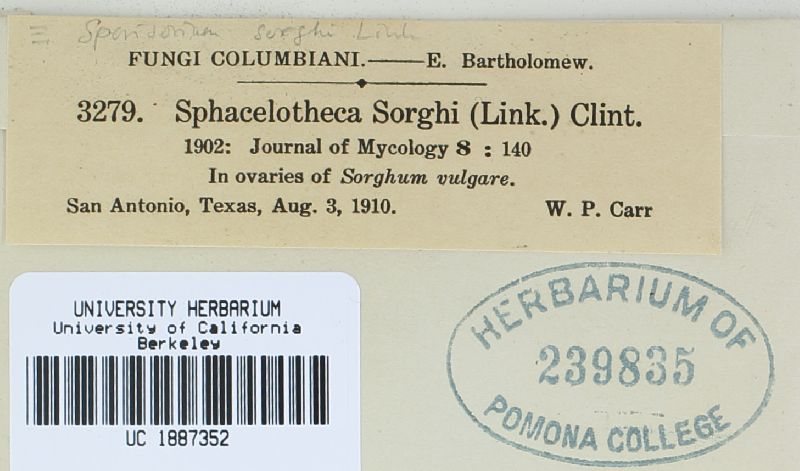 ≡ Sporisorium sorghi Link
FUNGI COLUMBIANI.——E. Bartholomew.
3279. Sphacelotheca Sorghi (Link.) Clint.
1902: Journal of Mycology 8 : 140
In ovaries of Sorghum vulgare.
San Antonio, Texas, Aug. 3, 1910. W. P. Carr
UNIVERSITY HERBARIUM
University of California
Berkeley
UC 1887352
HERBARIUM OF
239835
POMONA COLLEGE